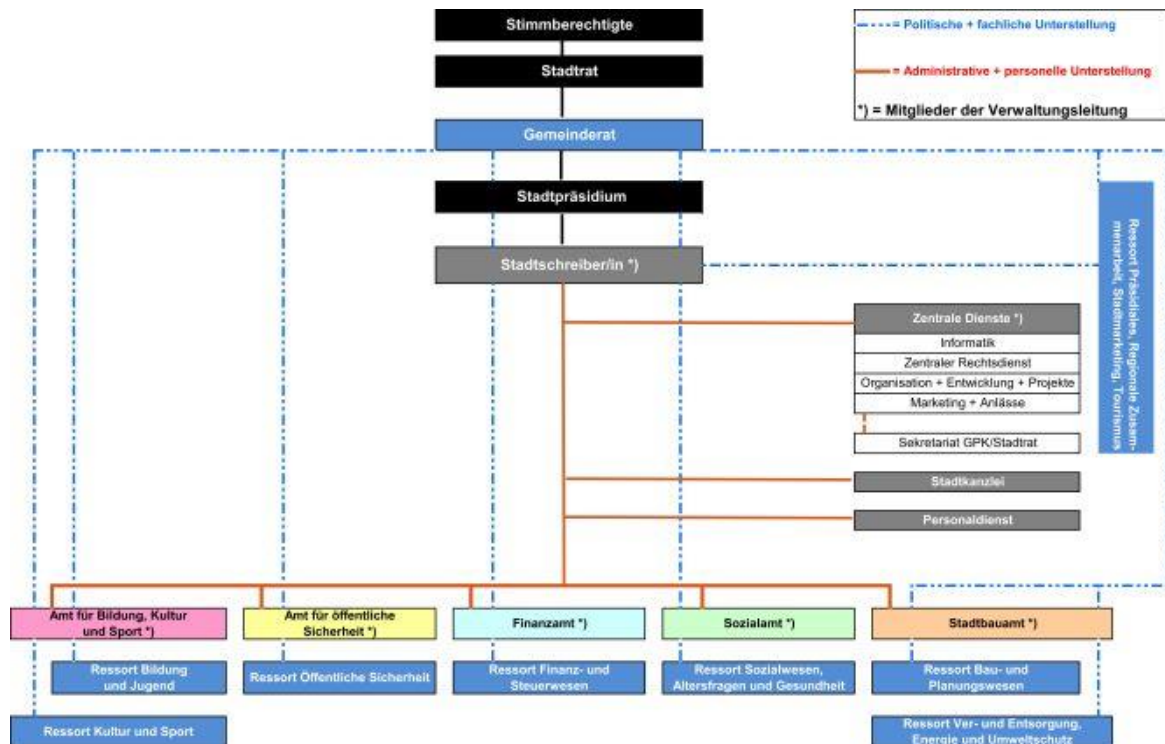 Stimmberechtigte
= Politische + fachliche Unterstellung
Stadtrat
= Administrative + personelle Unterstellung
*) = Mitglieder der Verwaltungsleitung
Gemeinderat
Stadtpräsidium
Ressort Präsidiales, Regionale Zusam-
menarbeit, Stadtmarketing, Tourismus
Stadtschreiber/in *)
Zentrale Dienste *)
Informatik
Zentraler Rechtsdienst
Organisation + Entwicklung + Projekte
Marketing + Anlässe
Sekretariat GPK/Stadtrat
Stadtkanzlei
Personaldienst
Amt für Bildung, Kultur
und Sport *)
Amt für öffentliche
Sicherheit *)
Finanzamt *)
Sozialamt *)
Stadtbauamt *)
Ressort Bildung
und Jugend
Ressort Öffentliche Sicherheit
Ressort Finanz- und
Steuerwesen
Ressort Sozialwesen,
Altersfragen und Gesundheit
Ressort Bau- und
Planungswesen
Ressort Kultur und Sport
Ressort Ver- und Entsorgung,
Energie und Umweltschutz